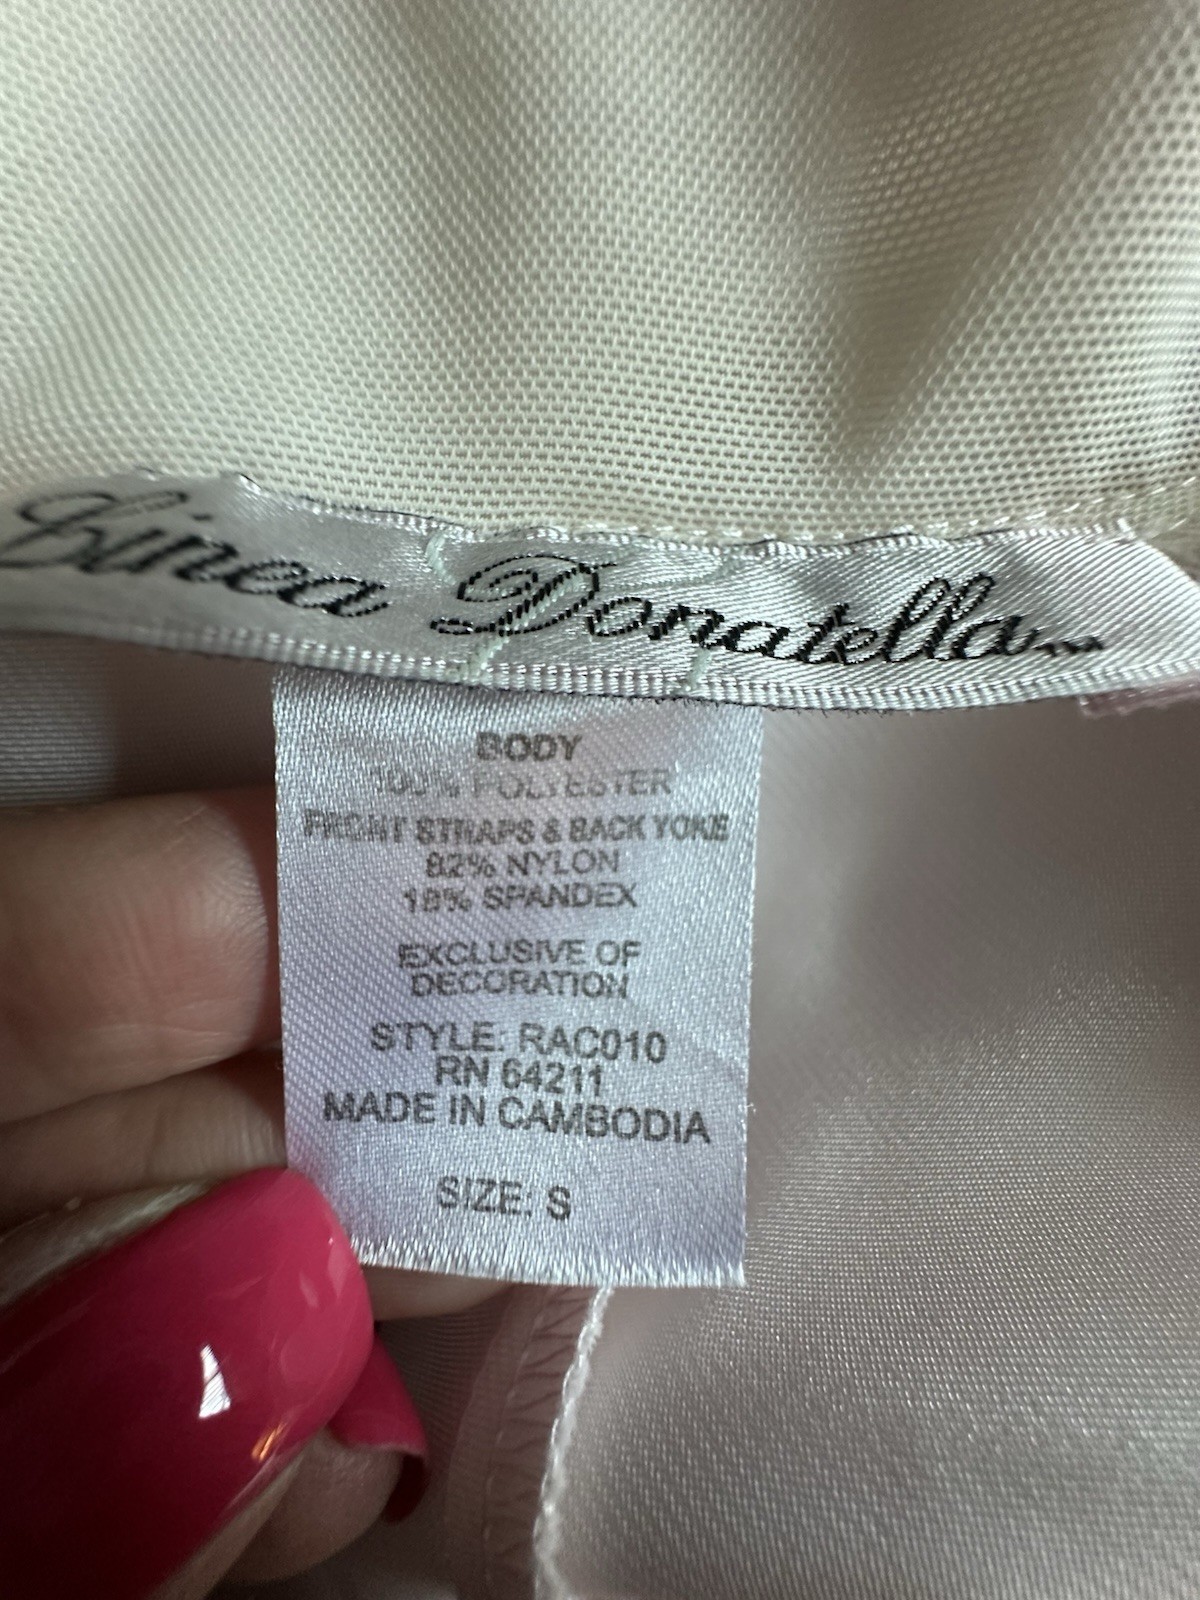 Linea Donatella™
BODY
100% POLYESTER
FRONT STRAPS & BACK YOKE
82% NYLON
18% SPANDEX
EXCLUSIVE OF
DECORATION
STYLE: RAC010
RN 64211
MADE IN CAMBODIA
SIZE: S